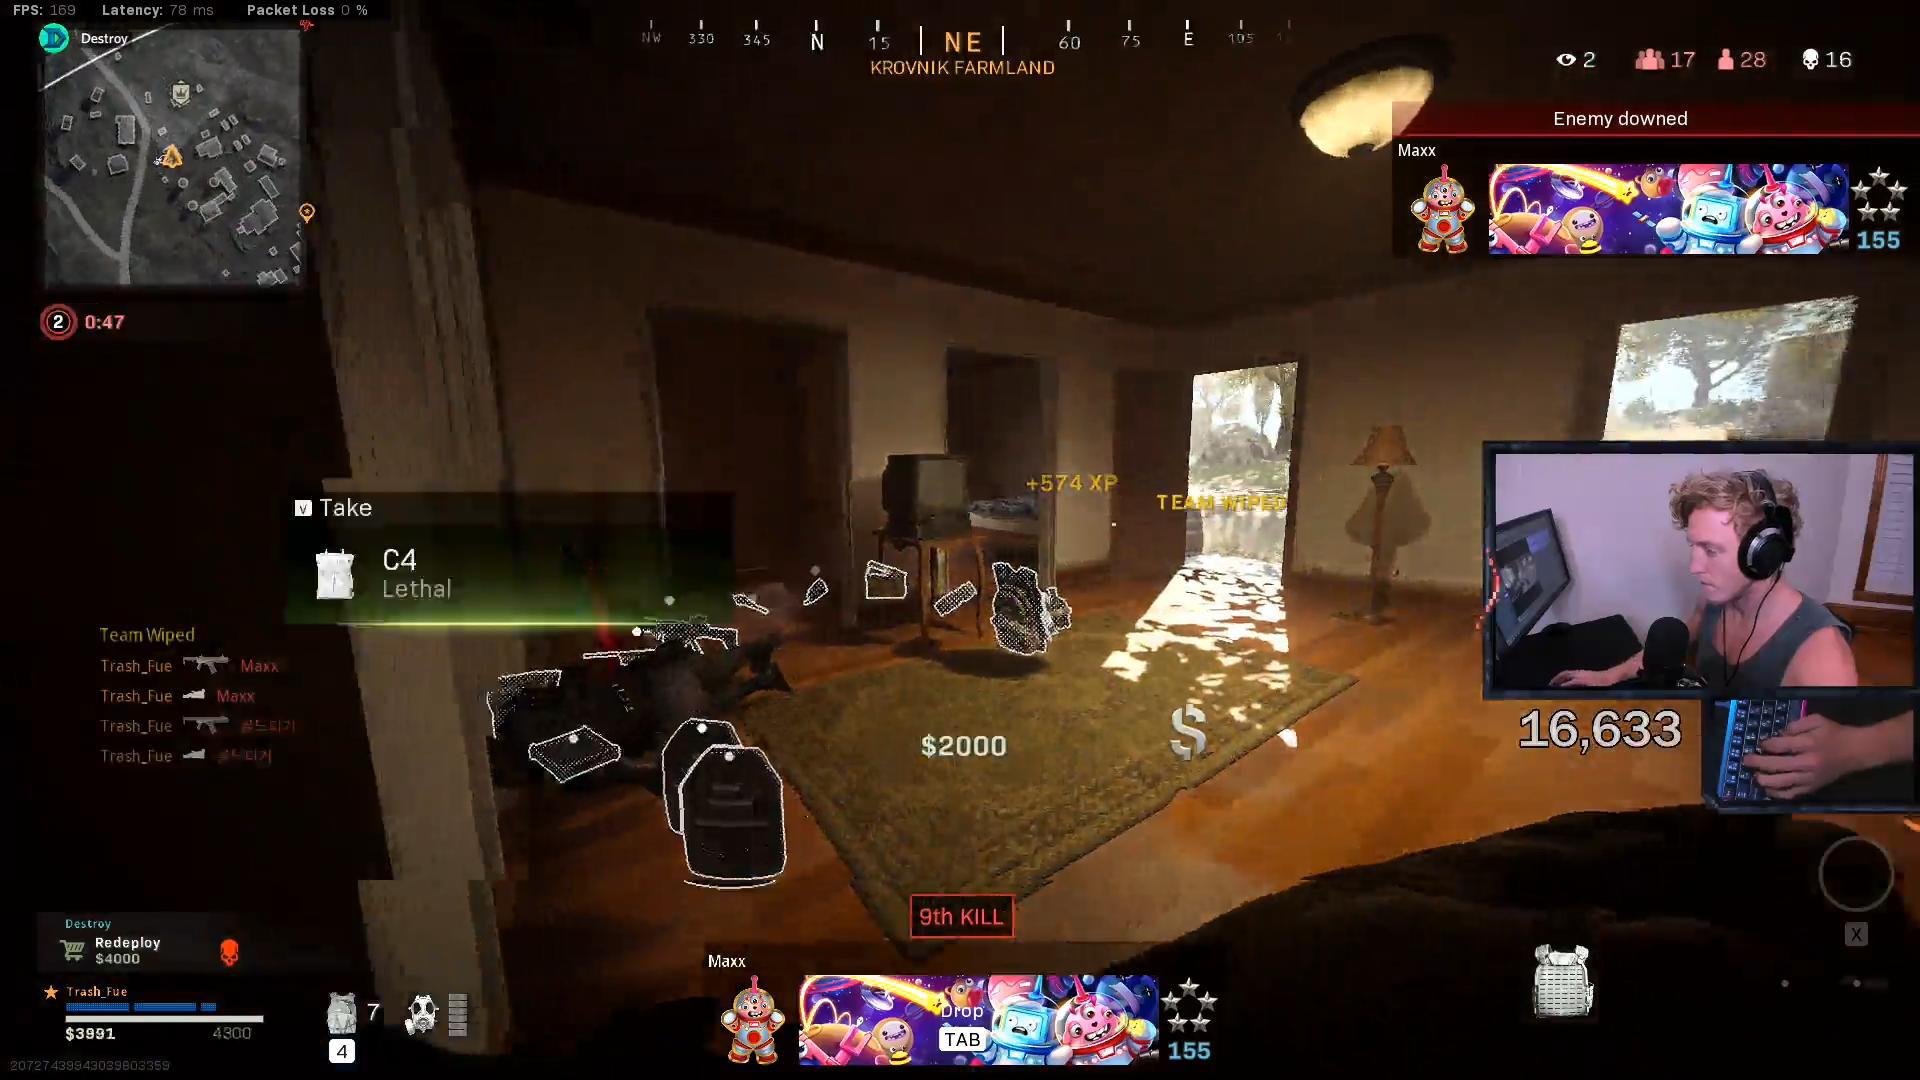 FPS: 169 Latency: 78 ms Packet Loss 0 %
Destroy
NW 330 345 N 15 NE 60 75 E 105
KROVNIK FARMLAND
2 17 28 16
Enemy downed
Maxx
155
2 0:47
+574 XP
TEAM WIPED
V Take
C4
Lethal
Team Wiped
Trash_Fue Maxx
Trash_Fue Maxx
Trash_Fue
Trash_Fue
$2000
16,633
9th KILL
Destroy
Redeploy
$4000
X
Maxx
Trash_Fue
$3991 4300
7
4
Drop
TAB
155
20727439943039803359